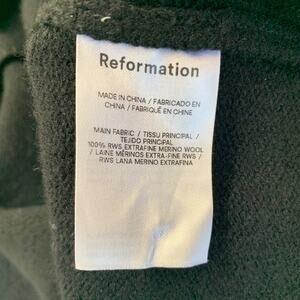 Reformation
MADE IN CHINA / FABRICADO EN
CHINA / FABRIQUÉ EN CHINE
MAIN FABRIC / TISSU PRINCIPAL /
TEJIDO PRINCIPAL
100% RWS EXTRAFINE MERINO WOOL
/ LAINE MÉRINOS EXTRA-FINE RWS /
RWS LANA MERINO EXTRAFINA